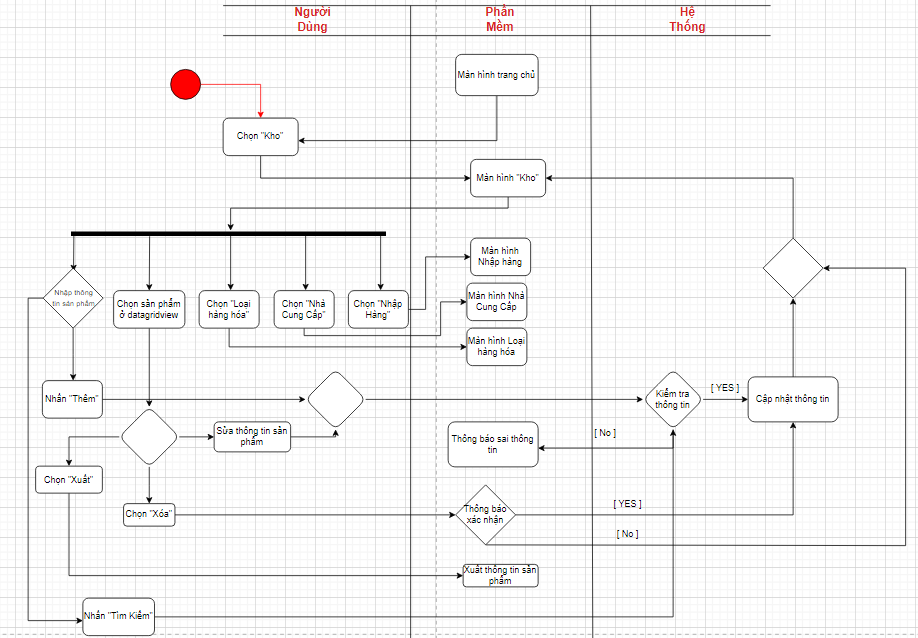 Người
Dùng
Phần
Mềm
Hệ
Thống
Màn hình trang chủ
Chọn "Kho"
Màn hình "Kho"
Nhập thông
tin sản phẩm
Chọn sản phẩm
ở datagridview
Chọn "Loại
hàng hóa"
Chọn "Nhà
Cung Cấp"
Chọn "Nhập
Hàng"
Màn hình
Nhập hàng
Màn hình Nhà
Cung Cấp
Màn hình Loại
hàng hóa
Nhấn "Thêm"
Kiểm tra
thông tin
[ YES ]
Cập nhật thông tin
Sửa thông tin sản
phẩm
Thông báo sai thông
tin
[ No ]
Chọn "Xuất"
Chọn "Xóa"
Thông báo
xác nhận
[ YES ]
[ No ]
Xuất thông tin sản
phẩm
Nhấn "Tìm Kiếm"